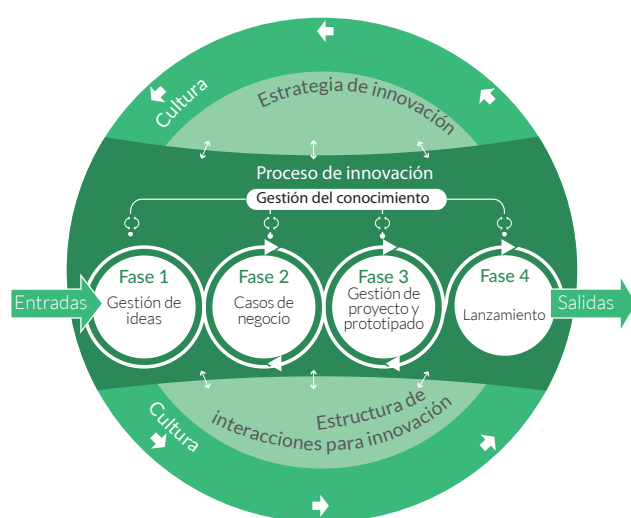 Cultura
Estrategia de innovación
Proceso de innovación
Gestión del conocimiento
Entradas
Fase 1
Gestión de
ideas
Fase 2
Casos de
negocio
Fase 3
Gestión de
proyecto y
prototipado
Fase 4
Lanzamiento
Salidas
Cultura
Estructura de
interacciones para innovación